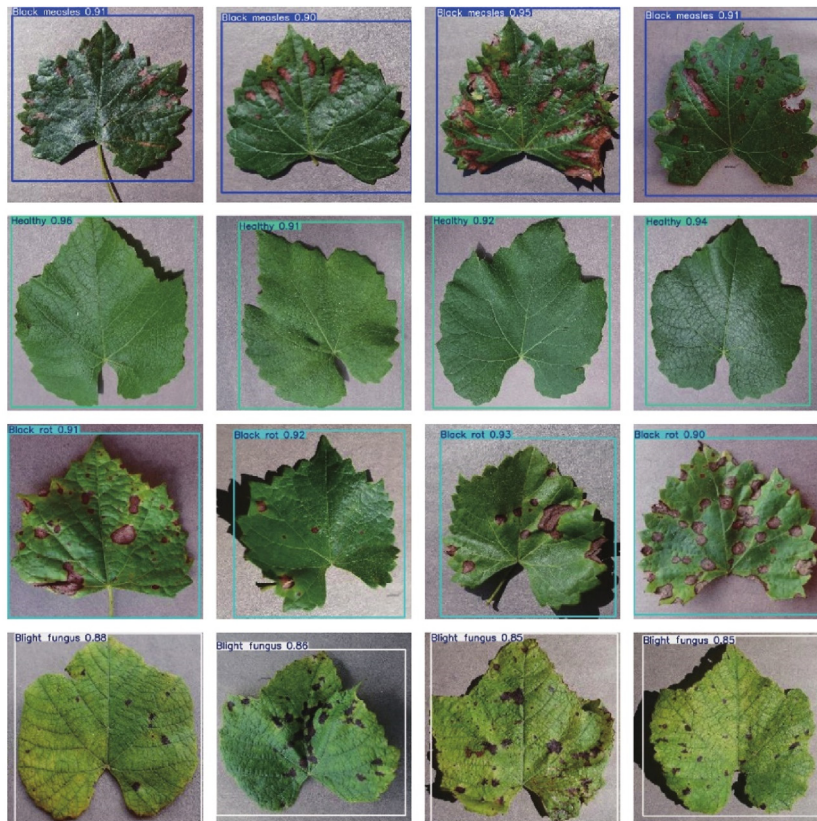 Black measles 0.91
Black measles 0.90
Black measles 0.95
Black measles 0.91
Healthy 0.96
Healthy 0.91
Healthy 0.92
Healthy 0.94
Black rot 0.91
Black rot 0.92
Black rot 0.93
Black rot 0.90
Blight fungus 0.88
Blight fungus 0.86
Blight fungus 0.85
Blight fungus 0.85